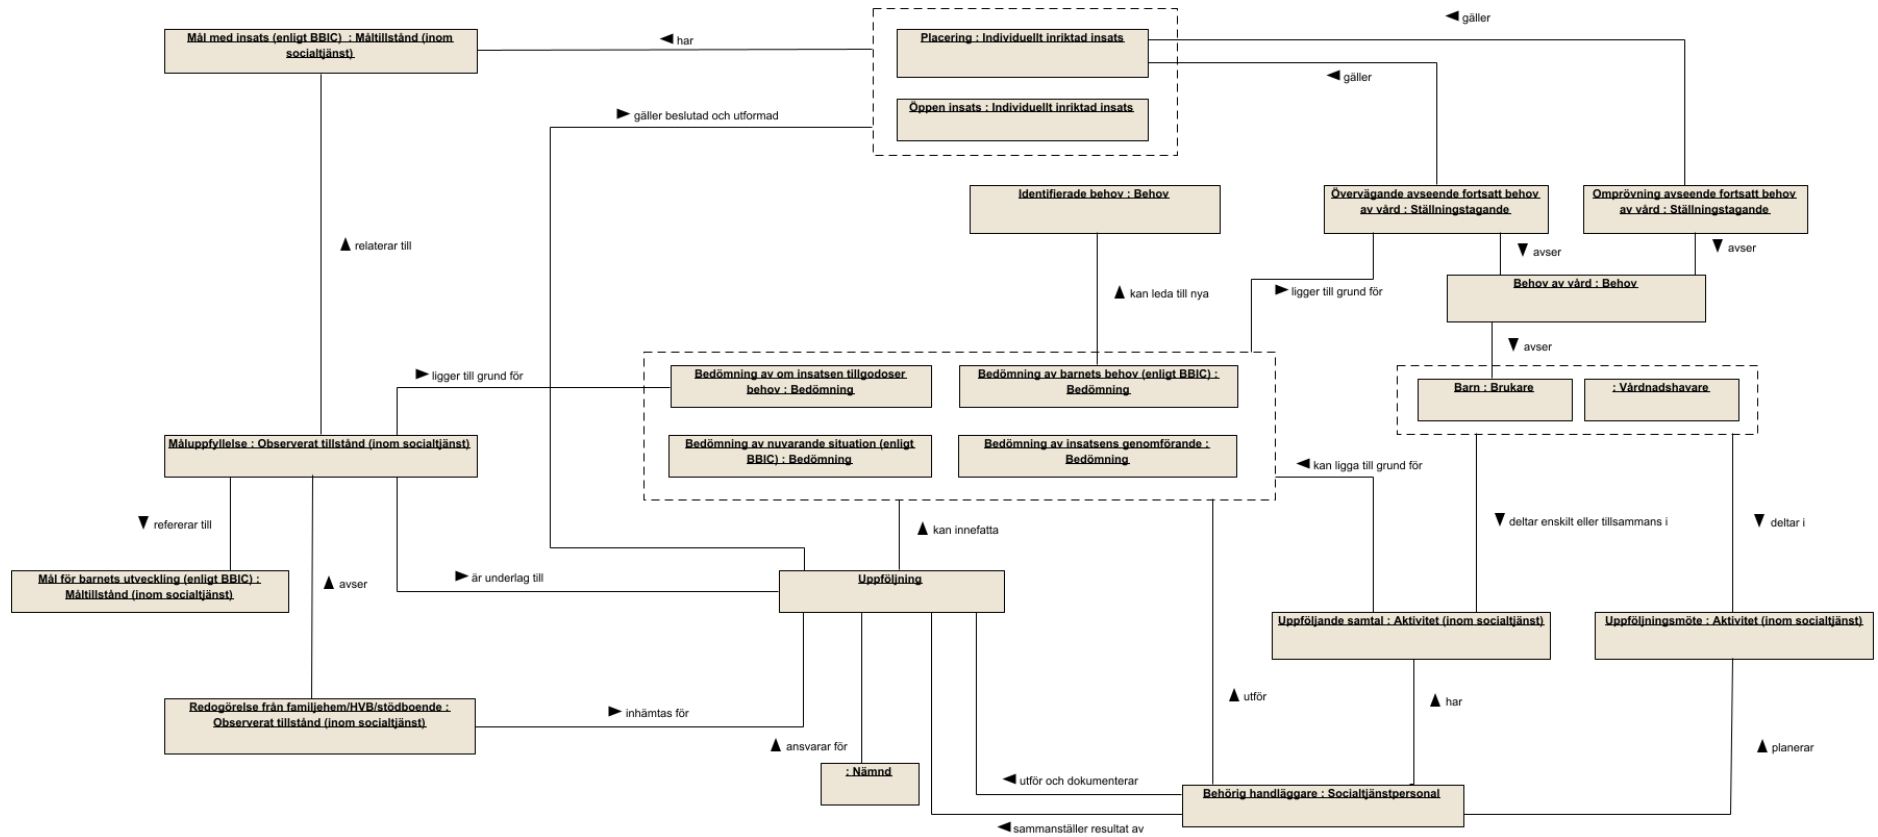 gäller
Mål med insats (enligt BBIC)  : Måltillstånd (inom
socialtjänst)
har
Placering : Individuellt inriktad insats
gäller
Öppen insats : Individuellt inriktad insats
gäller beslutad och utformad
Identifierade behov : Behov
Övervägande avseende fortsatt behov
av vård : Ställningstagande
Omprövning avseende fortsatt behov
av vård : Ställningstagande
relaterar till
avser
avser
kan leda till nya
ligger till grund för
Behov av vård : Behov
avser
ligger till grund för
Bedömning av om insatsen tillgodoser
behov : Bedömning
Bedömning av barnets behov (enligt BBIC) :
Bedömning
Barn : Brukare
: Vårdnadshavare
Måluppfyllelse : Observerat tillstånd (inom socialtjänst)
Bedömning av nuvarande situation (enligt
BBIC) : Bedömning
Bedömning av insatsens genomförande :
Bedömning
kan ligga till grund för
refererar till
kan innefatta
deltar enskilt eller tillsammans i
deltar i
Mål för barnets utveckling (enligt BBIC) :
Måltillstånd (inom socialtjänst)
avser
är underlag till
Uppföljning
Uppföljande samtal : Aktivitet (inom socialtjänst)
Uppföljningsmöte : Aktivitet (inom socialtjänst)
Redogörelse från familjehem/HVB/stödboende :
Observerat tillstånd (inom socialtjänst)
inhämtas för
utför
har
ansvarar för
planerar
: Nämnd
utför och dokumenterar
Behörig handläggare : Socialtjänstpersonal
sammanställer resultat av